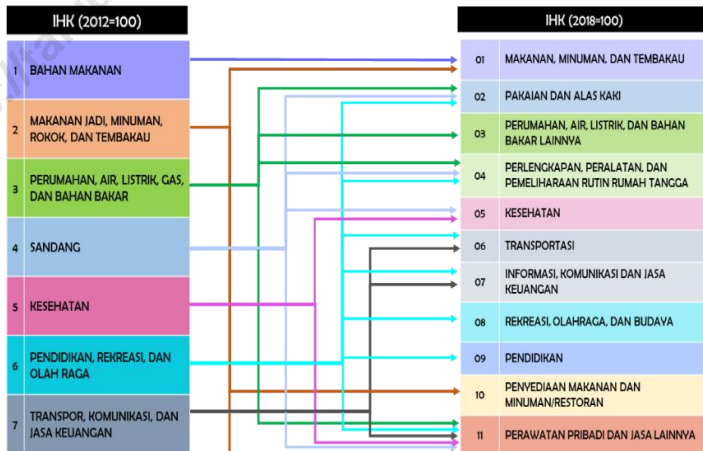 IHK (2012=100)
1 BAHAN MAKANAN
2 MAKANAN JADI, MINUMAN,
ROKOK, DAN TEMBAKAU
3 PERUMAHAN, AIR, LISTRIK, GAS,
DAN BAHAN BAKAR
4 SANDANG
5 KESEHATAN
6 PENDIDIKAN, REKREASI, DAN
OLAH RAGA
7 TRANSPOR, KOMUNIKASI, DAN
JASA KEUANGAN
IHK (2018=100)
01 MAKANAN, MINUMAN, DAN TEMBAKAU
02 PAKAIAN DAN ALAS KAKI
03 PERUMAHAN, AIR, LISTRIK, DAN BAHAN
BAKAR LAINNYA
04 PERLENGKAPAN, PERALATAN, DAN
PEMELIHARAAN RUTIN RUMAH TANGGA
05 KESEHATAN
06 TRANSPORTASI
07 INFORMASI, KOMUNIKASI DAN JASA
KEUANGAN
08 REKREASI, OLAHRAGA, DAN BUDAYA
09 PENDIDIKAN
10 PENYEDIAAN MAKANAN DAN
MINUMAN/RESTORAN
11 PERAWATAN PRIBADI DAN JASA LAINNYA